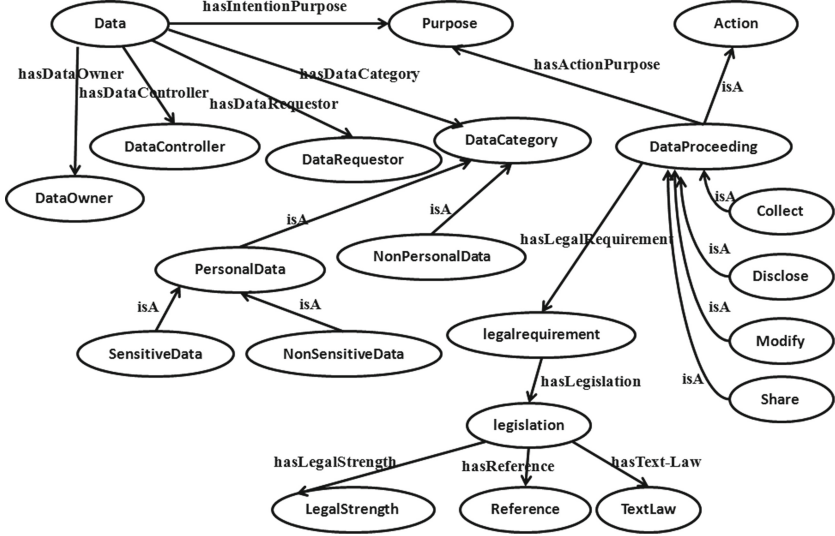 hasIntentionPurpose
Data
Purpose
Action
hasDataOwner
hasDataCategory
hasActionPurpose
isA
hasDataController
hasDataRequestor
DataController
DataRequestor
DataCategory
DataProceeding
DataOwner
isA
isA
isA
Collect
hasLegalRequirement
PersonalData
NonPersonalData
isA
Disclose
isA
isA
isA
SensitiveData
NonSensitiveData
legalrequirement
Modify
hasLegislation
isA
Share
legislation
hasLegalStrength
hasReference
hasText-Law
LegalStrength
Reference
TextLaw